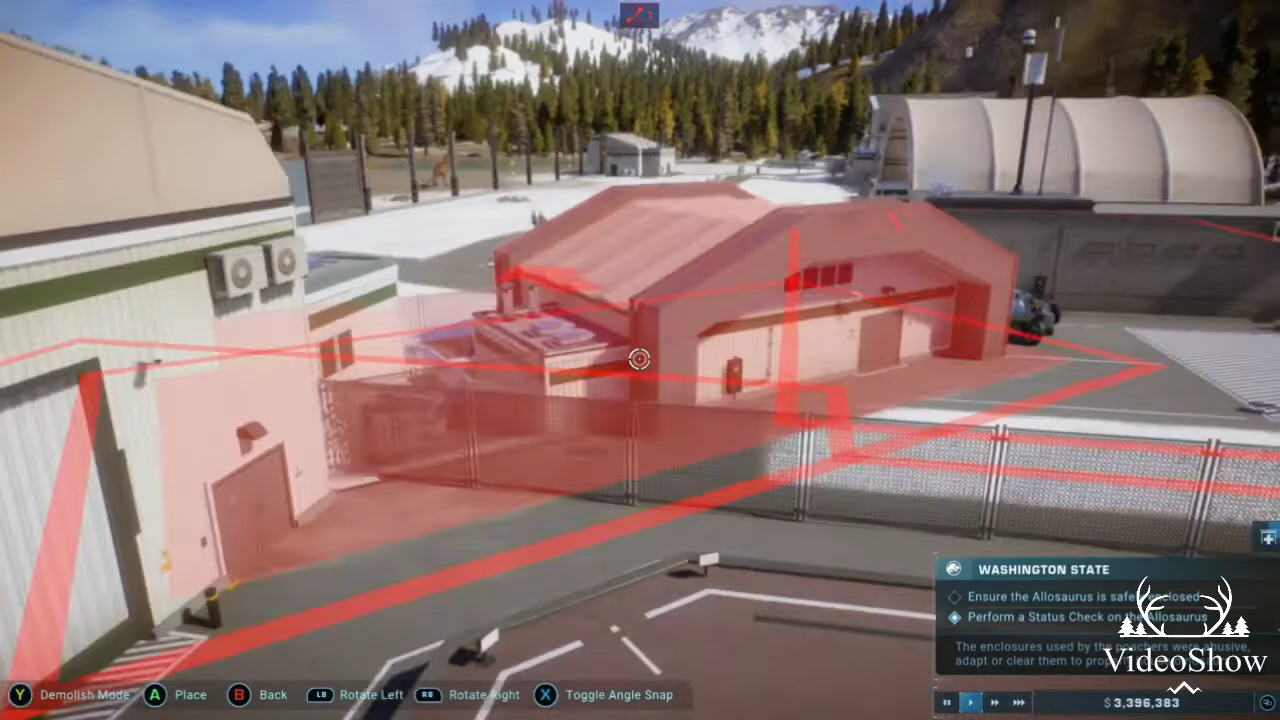 1
WASHINGTON STATE
Ensure the Allosaurus is safely enclosed
Perform a Status Check on the Allosaurus
The enclosures used by the poachers were abusive,
adapt or clear them to
VideoShow
Y Demolish Mode A Place B Back LB Rotate Left RB Rotate Right X Toggle Angle Snap
$3,396,383